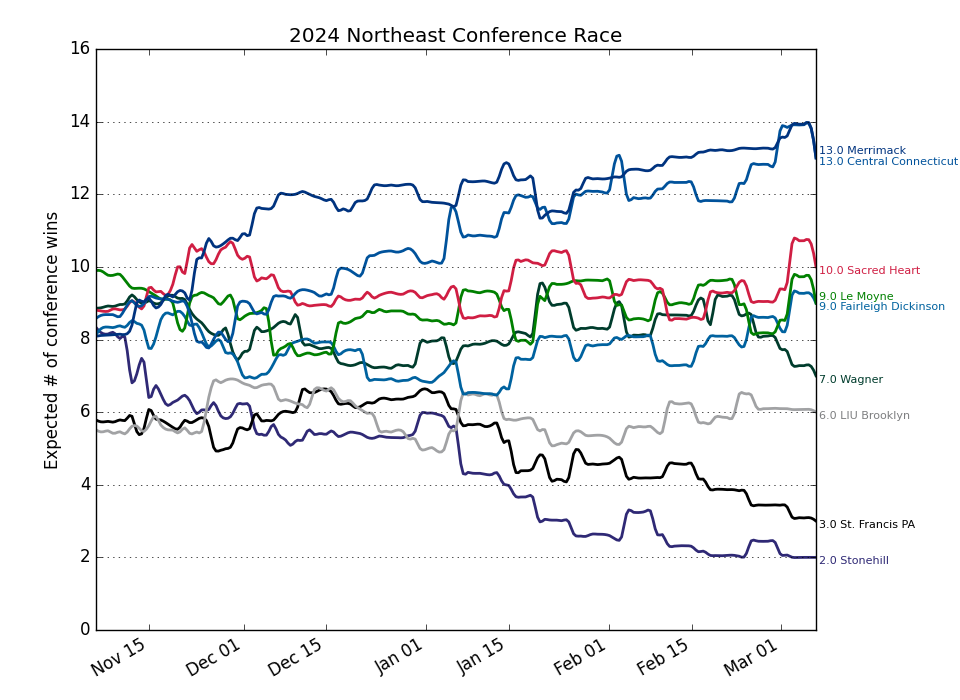 2024 Northeast Conference Race
Expected # of conference wins
16
14
12
10
8
6
4
2
0
13.0 Merrimack
13.0 Central Connecticut
10.0 Sacred Heart
9.0 Le Moyne
9.0 Fairleigh Dickinson
7.0 Wagner
6.0 LIU Brooklyn
3.0 St. Francis PA
2.0 Stonehill
Nov 15
Dec 01
Dec 15
Jan 01
Jan 15
Feb 01
Feb 15
Mar 01